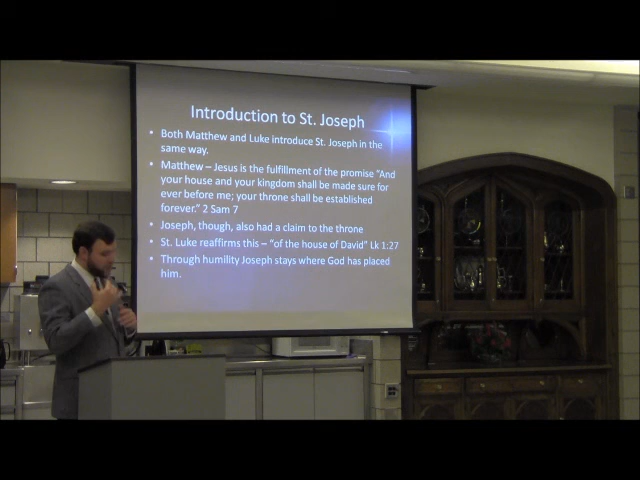 Introduction to St. Joseph
• Both Matthew and Luke introduce St. Joseph in the
same way.
• Matthew – Jesus is the fulfillment of the promise "And
your house and your kingdom shall be made sure for
ever before me; your throne shall be established
forever." 2 Sam 7
• Joseph, though, also had a claim to the throne
• St. Luke reaffirms this – "of the house of David" Lk 1:27
• Through humility Joseph stays where God has placed
him.